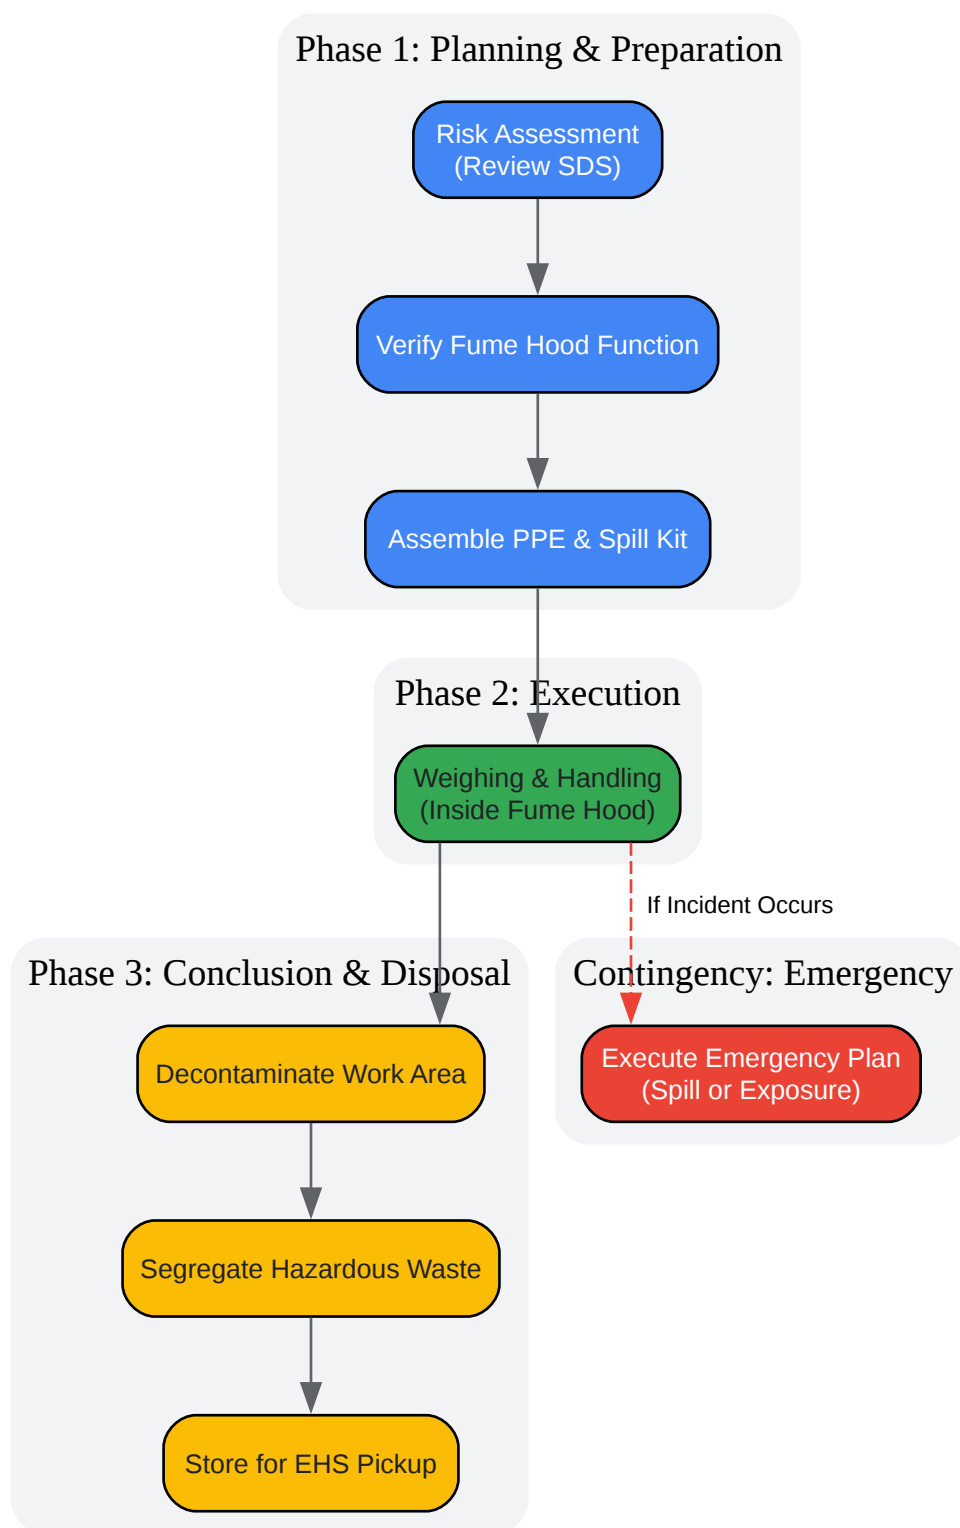 Phase 1: Planning & Preparation
Risk Assessment
(Review SDS)
Verify Fume Hood Function
Assemble PPE & Spill Kit
Phase 2: Execution
Weighing & Handling
(Inside Fume Hood)
If Incident Occurs
Phase 3: Conclusion & Disposal
Decontaminate Work Area
Segregate Hazardous Waste
Store for EHS Pickup
Contingency: Emergency
Execute Emergency Plan
(Spill or Exposure)